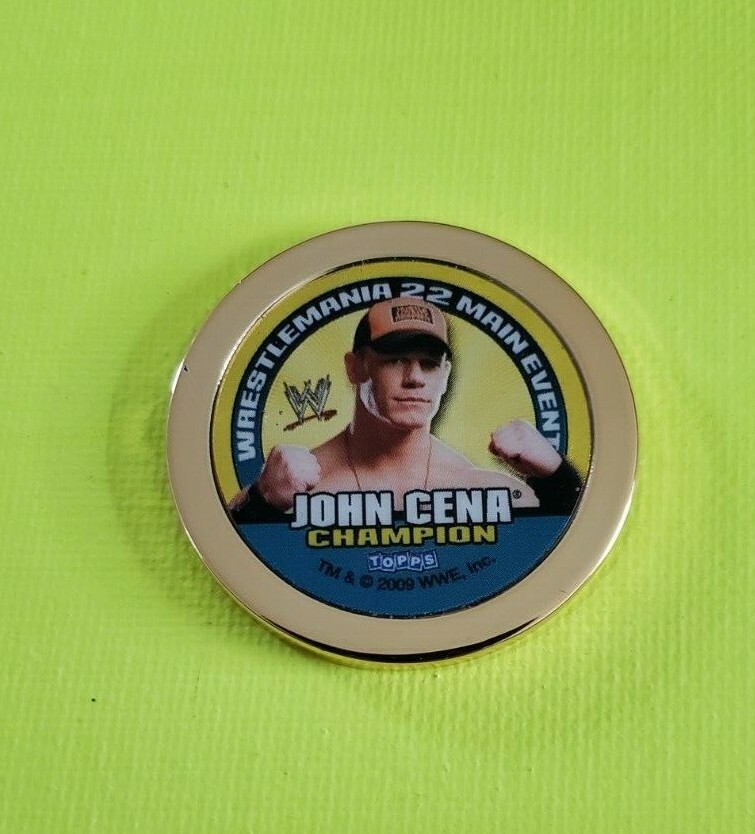 WRESTLEMANIA 22 MAIN EVENT
W
JOHN CENA®
CHAMPION
TOPPS
TM & © 2009 WWE, Inc.